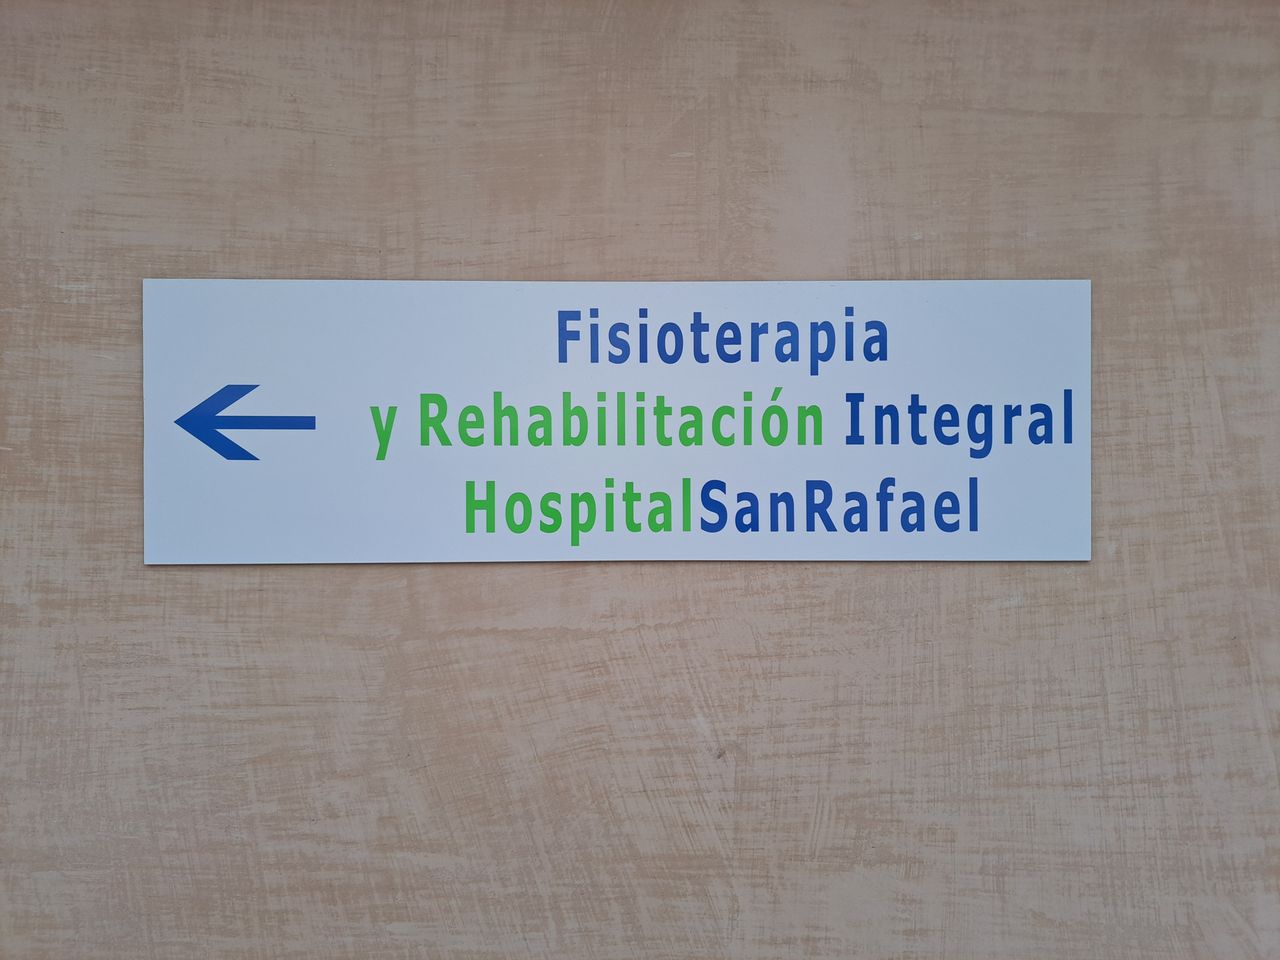 Fisioterapia
y Rehabilitación Integral
HospitalSanRafael